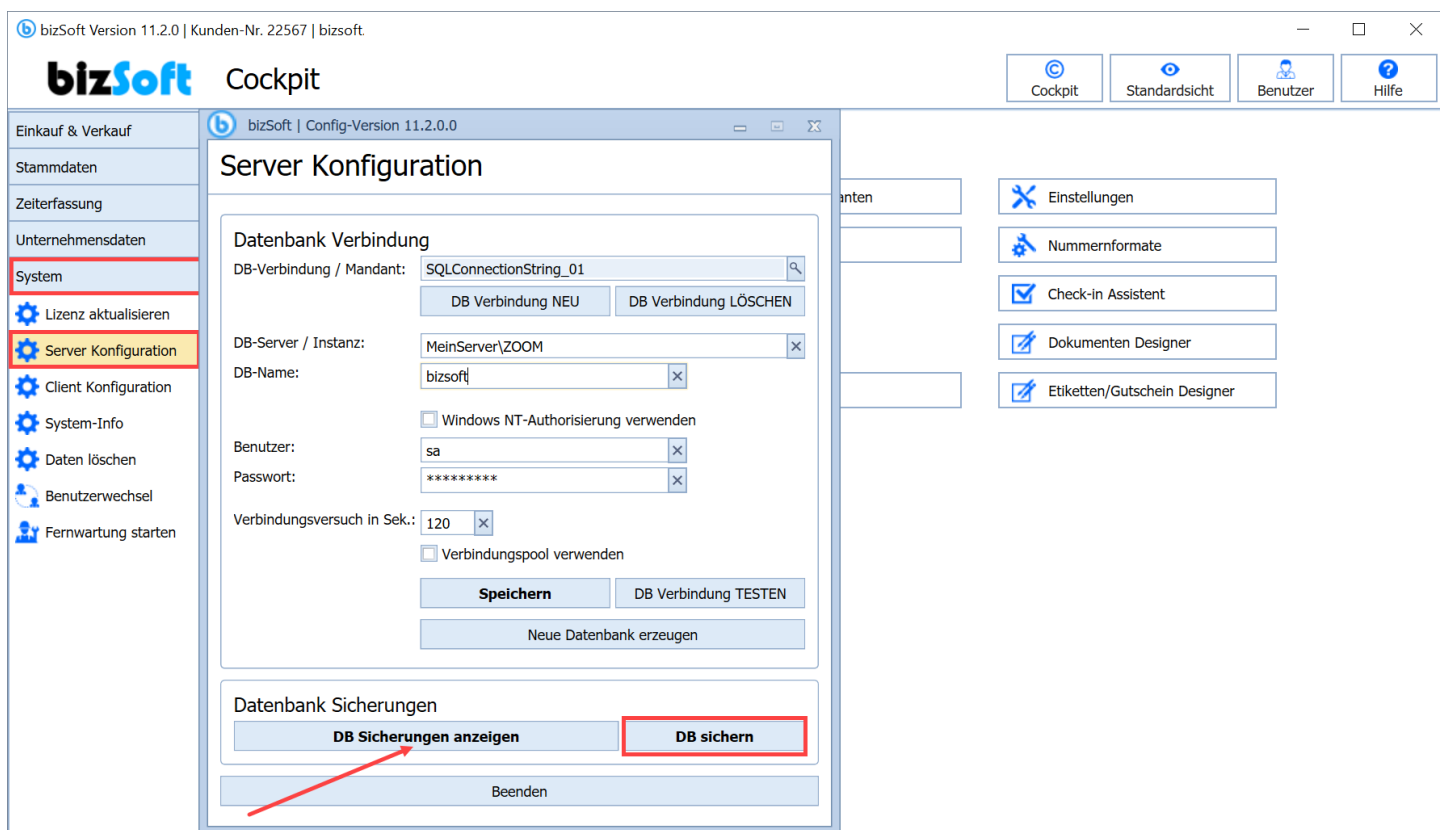 bizSoft Version 11.2.0 | Kunden-Nr. 22567 | bizsoft.
bizSoft Cockpit
Cockpit
Standardsicht
Benutzer
Hilfe
Einkauf & Verkauf
Stammdaten
Zeiterfassung
Unternehmensdaten
System
Lizenz aktualisieren
Server Konfiguration
Client Konfiguration
System-Info
Daten löschen
Benutzerwechsel
Fernwartung starten
bizSoft | Config-Version 11.2.0.0
Server Konfiguration
Datenbank Verbindung
DB-Verbindung / Mandant: SQLConnectionString_01
DB Verbindung NEU DB Verbindung LÖSCHEN
DB-Server / Instanz: MeinServer\ZOOM
DB-Name: bizsoft
Windows NT-Authorisierung verwenden
Benutzer: sa
Passwort: *********
Verbindungsversuch in Sek.: 120
Verbindungspool verwenden
Speichern DB Verbindung TESTEN
Neue Datenbank erzeugen
Datenbank Sicherungen
DB Sicherungen anzeigen DB sichern
Beenden
anten
Einstellungen
Nummernformate
Check-in Assistent
Dokumenten Designer
Etiketten/Gutschein Designer